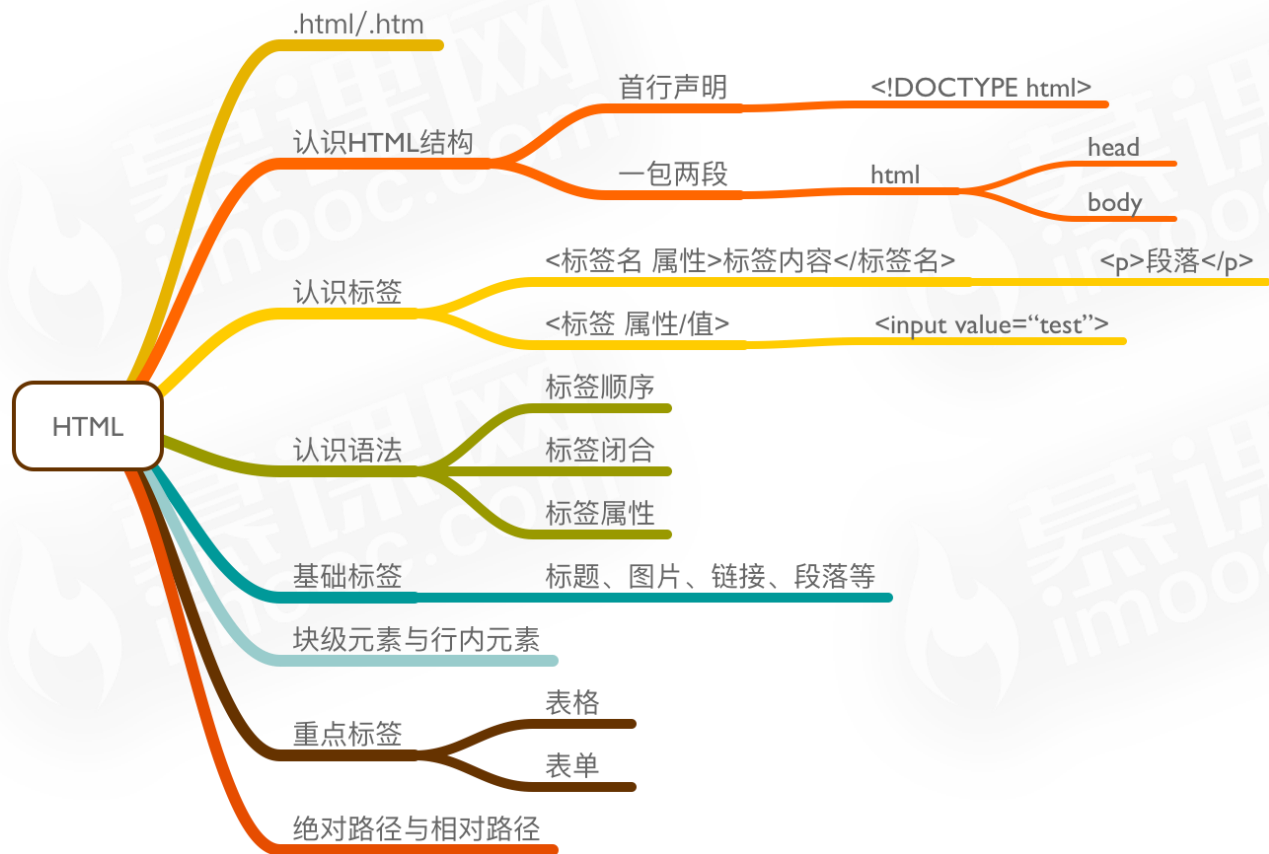 .html/.htm
首行声明
<!DOCTYPE html>
认识HTML结构
一包两段
html
head
body
<标签名 属性>标签内容</标签名>
<p>段落</p>
认识标签
<标签 属性/值>
<input value=“test”>
HTML
标签顺序
认识语法
标签闭合
标签属性
基础标签
标题、图片、链接、段落等
块级元素与行内元素
表格
重点标签
表单
绝对路径与相对路径
慕课网
imooc.com